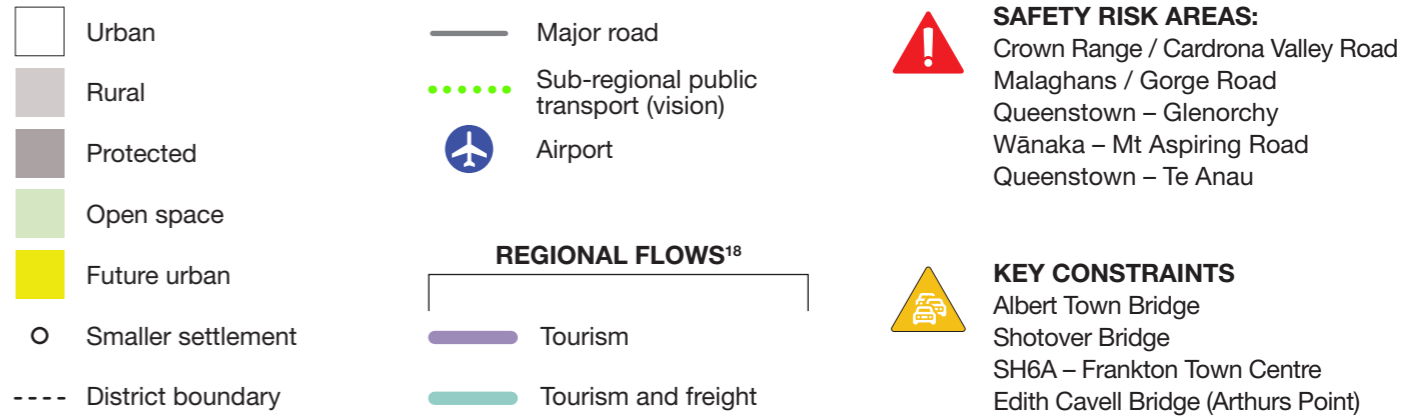 Urban
Rural
Protected
Open space
Future urban
Smaller settlement
District boundary
Major road
Sub-regional public
transport (vision)
Airport
REGIONAL FLOWS¹⁸
Tourism
Tourism and freight
SAFETY RISK AREAS:
Crown Range / Cardrona Valley Road
Malaghans / Gorge Road
Queenstown – Glenorchy
Wānaka – Mt Aspiring Road
Queenstown – Te Anau
KEY CONSTRAINTS
Albert Town Bridge
Shotover Bridge
SH6A – Frankton Town Centre
Edith Cavell Bridge (Arthurs Point)